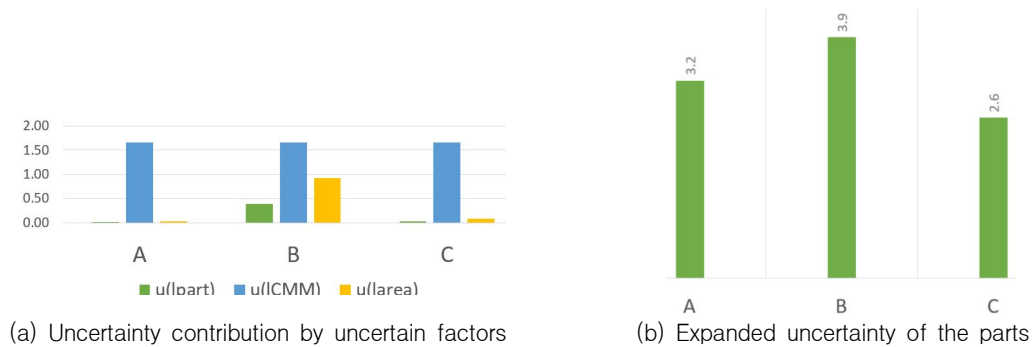 2.00
1.50
1.00
0.50
0.00
A B C
u(lpart) u(lCMM) u(larea)
(a) Uncertainty contribution by uncertain factors
3.2
3.9
2.6
A B C
(b) Expanded uncertainty of the parts